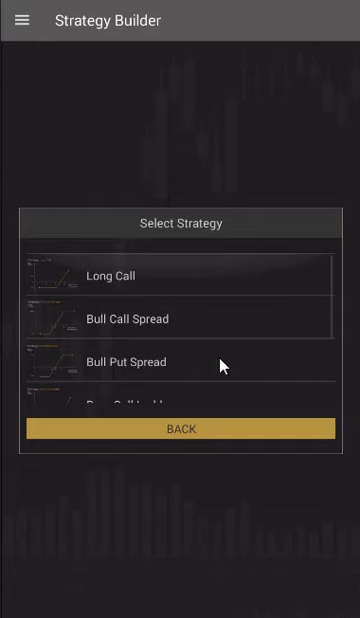 Strategy Builder
Select Strategy
Long Call
Bull Call Spread
Bull Put Spread
BACK